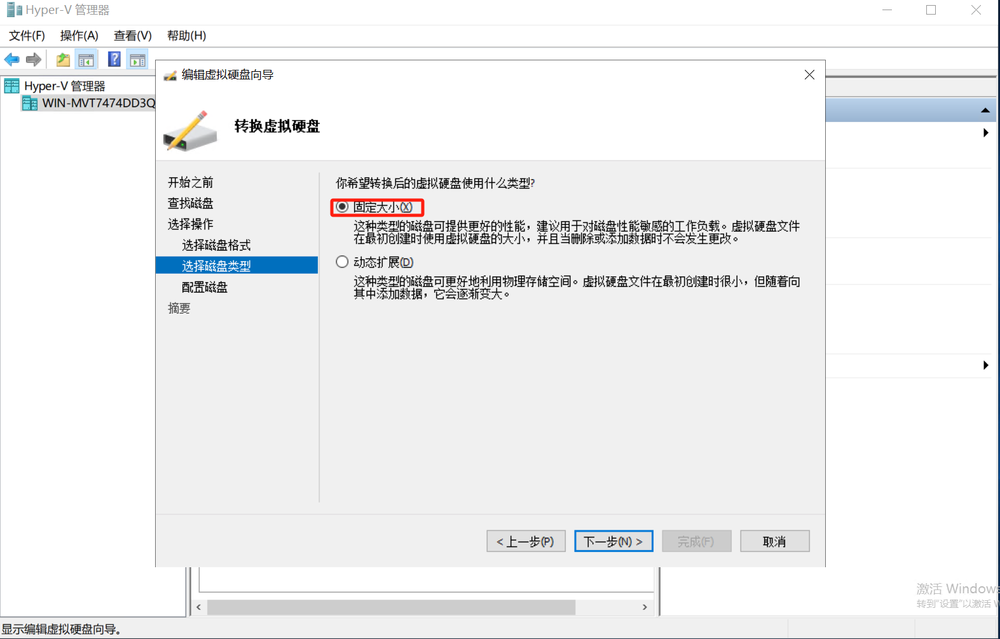 Hyper-V 管理器
文件(F) 操作(A) 查看(V) 帮助(H)
Hyper-V 管理器
WIN-MVT7474DD3Q
编辑虚拟硬盘向导
转换虚拟硬盘
开始之前
查找磁盘
选择操作
选择磁盘格式
选择磁盘类型
配置磁盘
摘要
你希望转换后的虚拟硬盘使用什么类型?
固定大小(X)
这种类型的磁盘可提供更好的性能，建议用于对磁盘性能敏感的工作负载。虚拟硬盘文件
在最初创建时使用虚拟硬盘的大小，并且当删除或添加数据时不会发生更改。
动态扩展(D)
这种类型的磁盘可更好地利用物理存储空间。虚拟硬盘文件在最初创建时很小，但随着向
其中添加数据，它会逐渐变大。
< 上一步(P) 下一步(N) > 完成(F) 取消
激活 Windows
转到"设置"以激活 W
显示编辑虚拟硬盘向导。